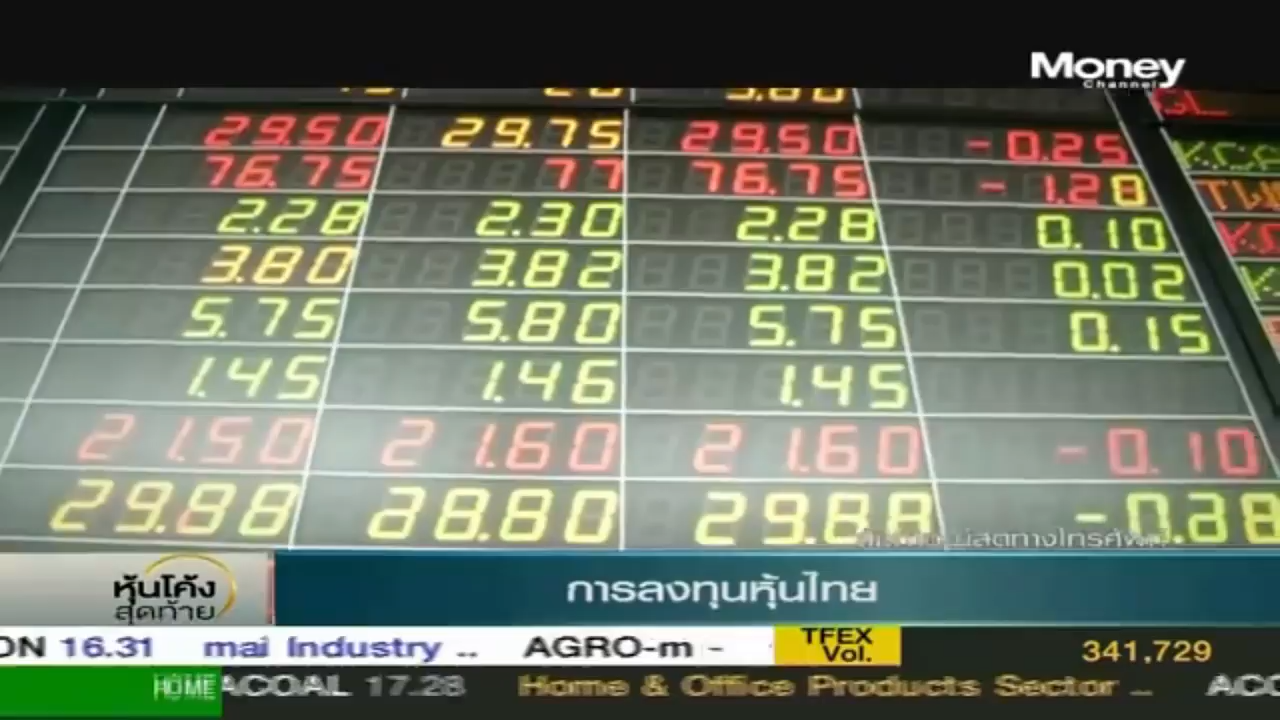 Money
Channel
29.50 29.75 29.50 - 0.25
76.75 77 76.75 - 1.28
2.28 2.30 2.28 0.10
3.80 3.82 3.82 0.02
5.75 5.80 5.75 0.15
1.45 1.46 1.45
21.50 21.60 21.60 - 0.10
29.88 28.80 29.88
หุ้นโค้ง
สุดท้าย
การลงทุนหุ้นไทย
ON 16.31 mai Industry .. AGRO-m -
TFEX
Vol.
341,729
HOME ACOAL 17.28 Home & Office Products Sector ..